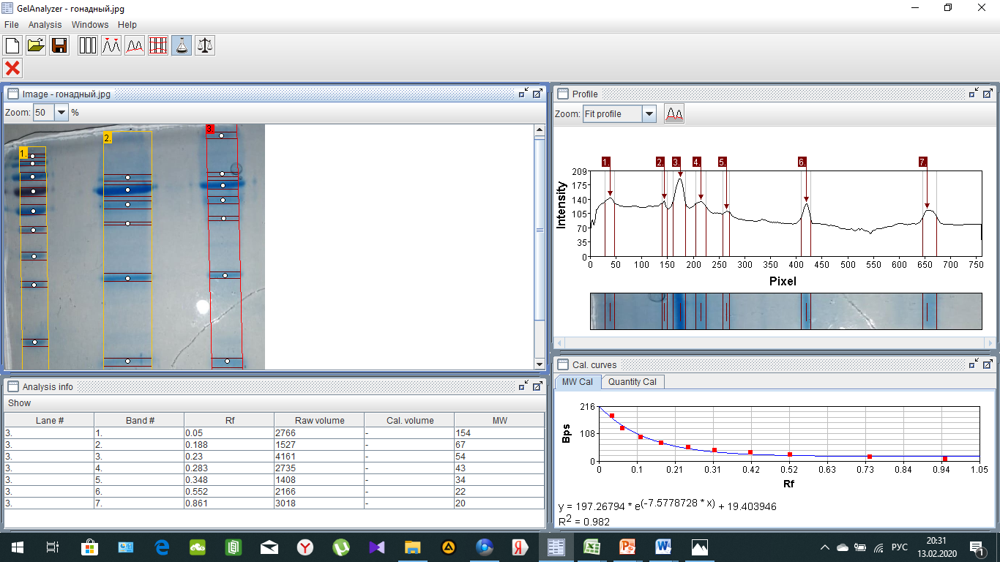 GelAnalyzer - гонадный.jpg
File Analysis Windows Help
Image - гонадный.jpg
Zoom: 50 %
1.
2.
3.
Profile
Zoom: Fit profile
1. 2. 3. 4. 5. 6. 7.
Intensity
209
175
140
105
70
35
0
0 50 100 150 200 250 300 350 400 450 500 550 600 650 700 750
Pixel
Analysis info
Show
Lane # Band # Rf Raw volume Cal. volume MW
3. 1. 0.05 2766 - 154
3. 2. 0.188 1527 - 67
3. 3. 0.23 4161 - 54
3. 4. 0.283 2735 - 43
3. 5. 0.348 1408 - 34
3. 6. 0.552 2166 - 22
3. 7. 0.861 3018 - 20
Cal. curves
MW Cal Quantity Cal
Bps
216
108
0
0 0.1 0.21 0.31 0.42 0.52 0.63 0.73 0.84 0.94 1.05
Rf
y = 197.26794 * e(-7.5778728 * x) + 19.403946
R2 = 0.982
РУС
20:31
13.02.2020
1